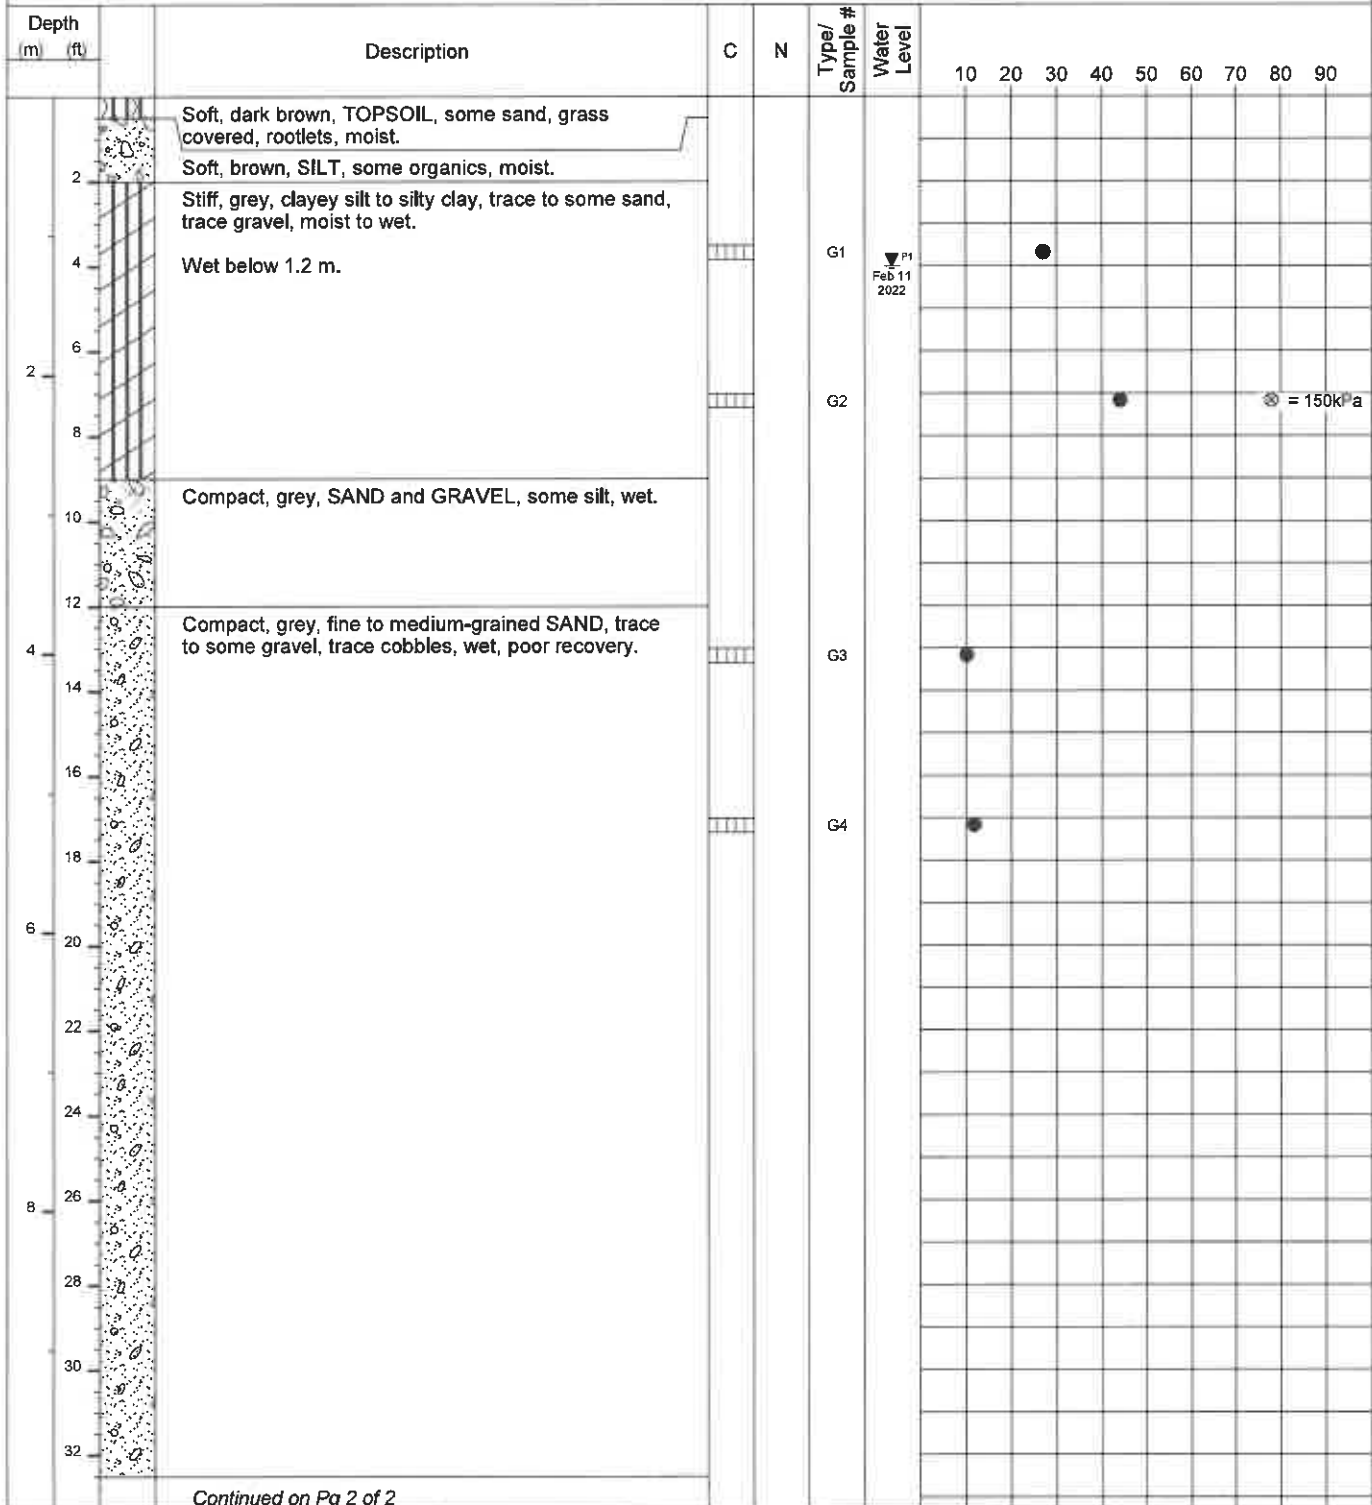 Depth
(m) (ft)
Description
C
N
Type/
Sample #
Water
Level
10 20 30 40 50 60 70 80 90
Soft, dark brown, TOPSOIL, some sand, grass
covered, rootlets, moist.
Soft, brown, SILT, some organics, moist.
2
Stiff, grey, clayey silt to silty clay, trace to some sand,
trace gravel, moist to wet.
G1
4
Wet below 1.2 m.
P1
Feb 11
2022
6
2
G2
= 150kPa
8
Compact, grey, SAND and GRAVEL, some silt, wet.
10
12
Compact, grey, fine to medium-grained SAND, trace
to some gravel, trace cobbles, wet, poor recovery.
4
G3
14
16
G4
18
6
20
22
24
26
8
28
30
32
Continued on Pg 2 of 2